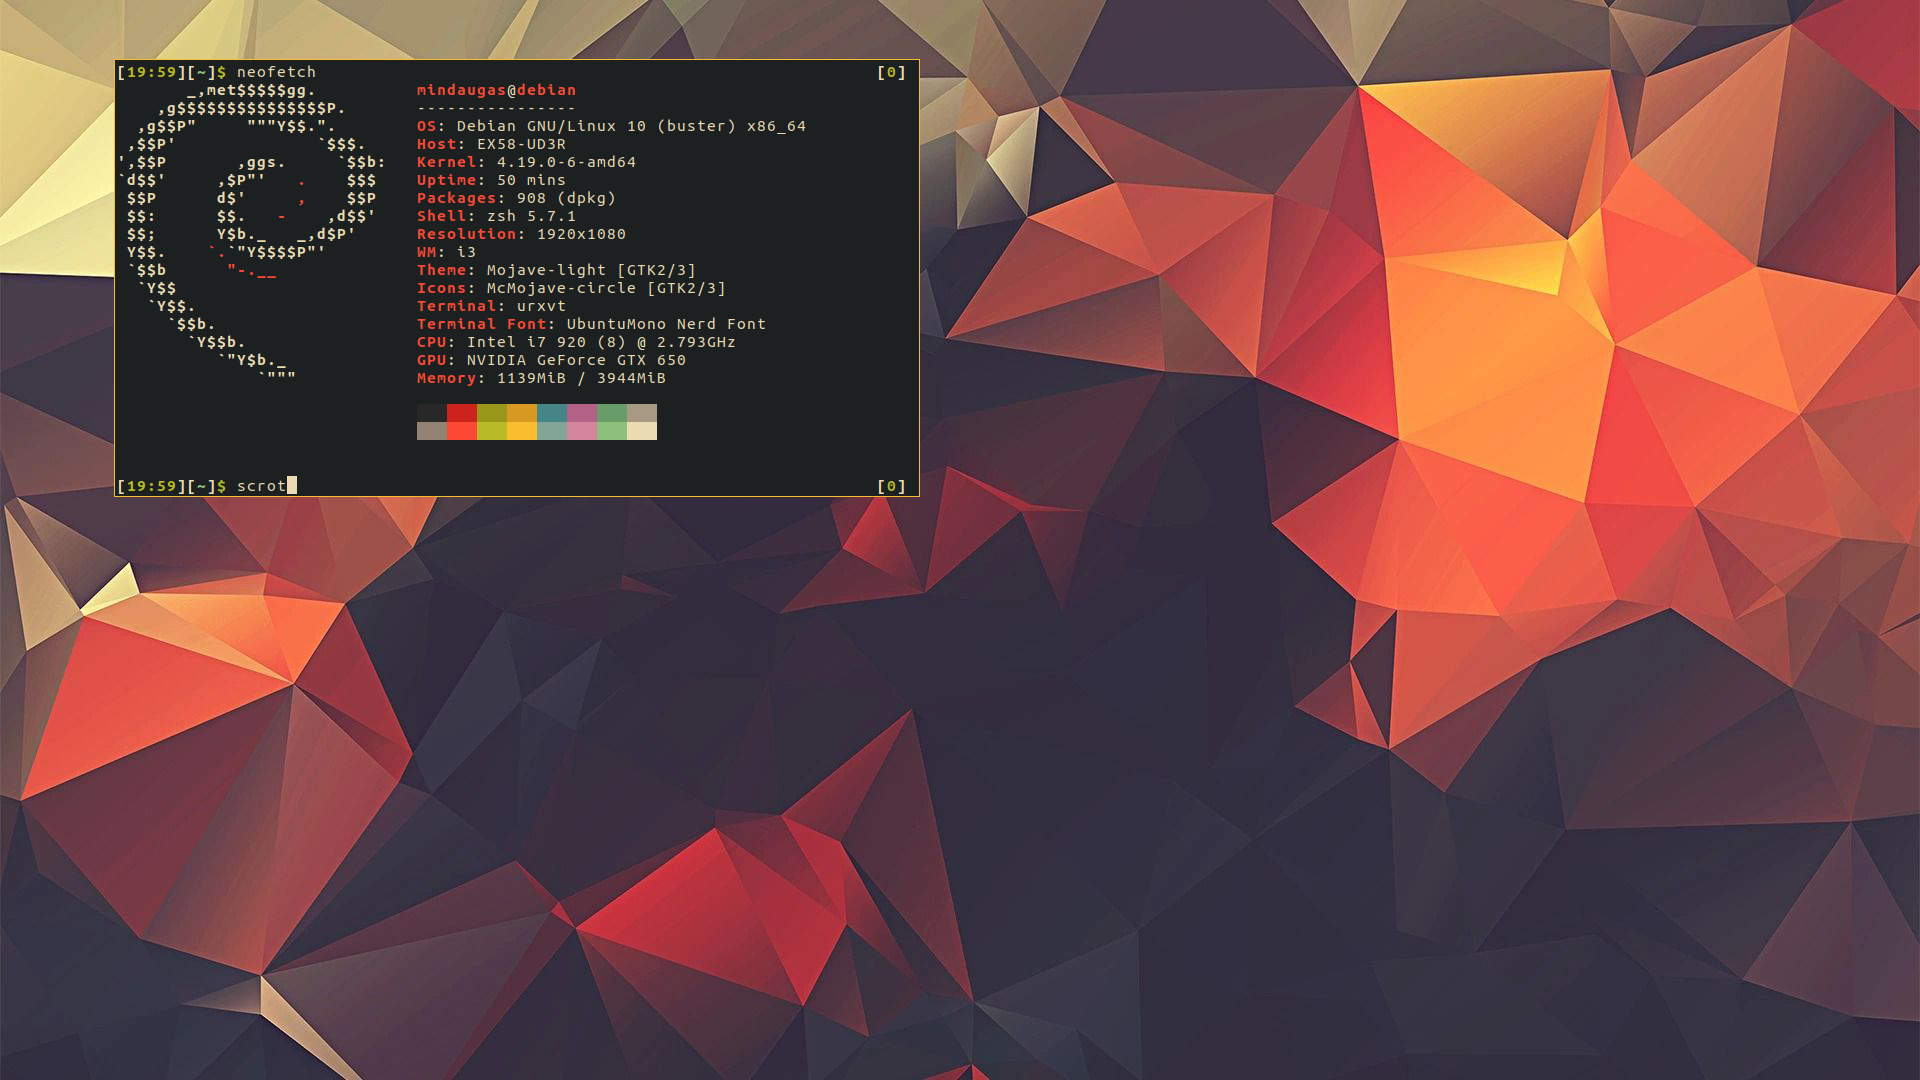 [19:59][~]$ neofetch [0]
       _,met$$$$$gg.          mindaugas@debian
    ,g$$$$$$$$$$$$$$$P.       ----------------
  ,g$$P"     """Y$$.".        OS: Debian GNU/Linux 10 (buster) x86_64
 ,$$P'              `$$$.     Host: EX58-UD3R
',$$P       ,ggs.     `$$b:   Kernel: 4.19.0-6-amd64
`d$$'     ,$P"'   .    $$$    Uptime: 50 mins
 $$P      d$'     ,    $$P    Packages: 908 (dpkg)
 $$:      $$.   -    ,d$$'    Shell: zsh 5.7.1
 $$;      Y$b._   _,d$P'      Resolution: 1920x1080
 Y$$.    `.`"Y$$$$P"'         WM: i3
 `$$b      "-.__              Theme: Mojave-light [GTK2/3]
  `Y$$                        Icons: McMojave-circle [GTK2/3]
   `Y$$.                      Terminal: urxvt
     `$$b.                    Terminal Font: UbuntuMono Nerd Font
       `Y$$b.                 CPU: Intel i7 920 (8) @ 2.793GHz
          `"Y$b._             GPU: NVIDIA GeForce GTX 650
              `"""            Memory: 1139MiB / 3944MiB
[19:59][~]$ scrot [0]